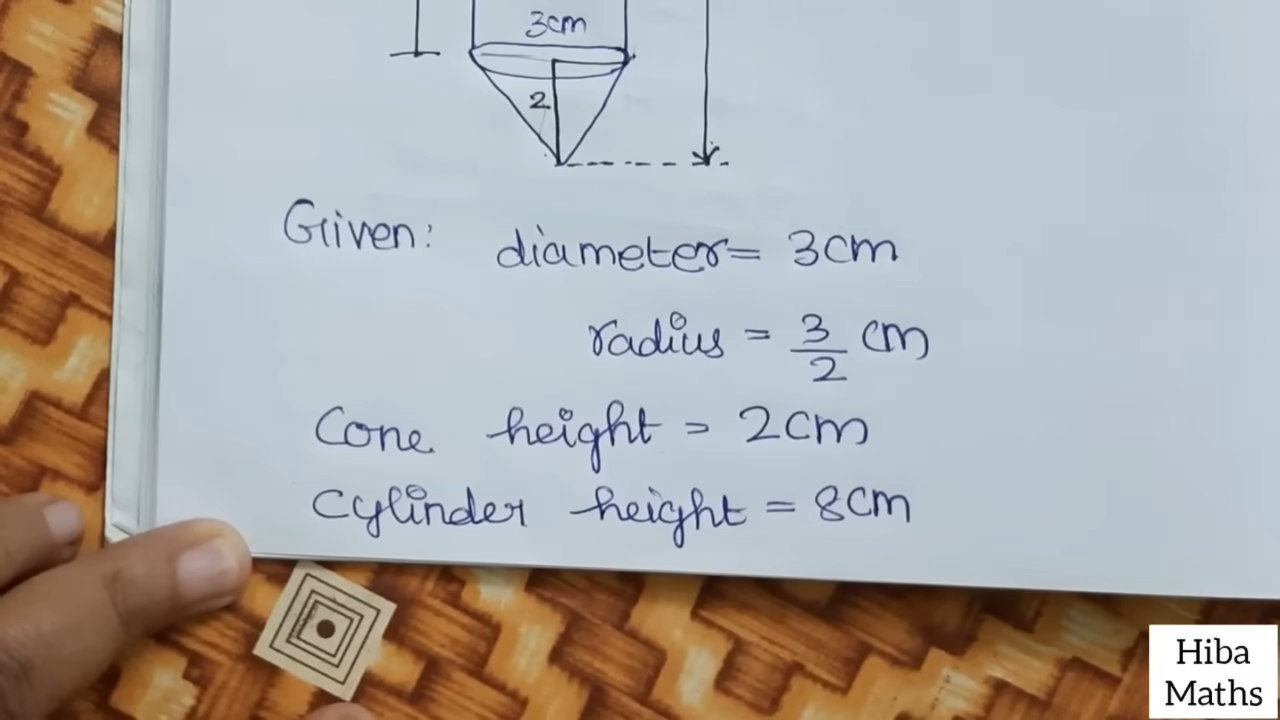 3cm
2
Given: diameter= 3cm
radius = 3/2 cm
Cone height = 2cm
Cylinder height = 8cm
Hiba
Maths